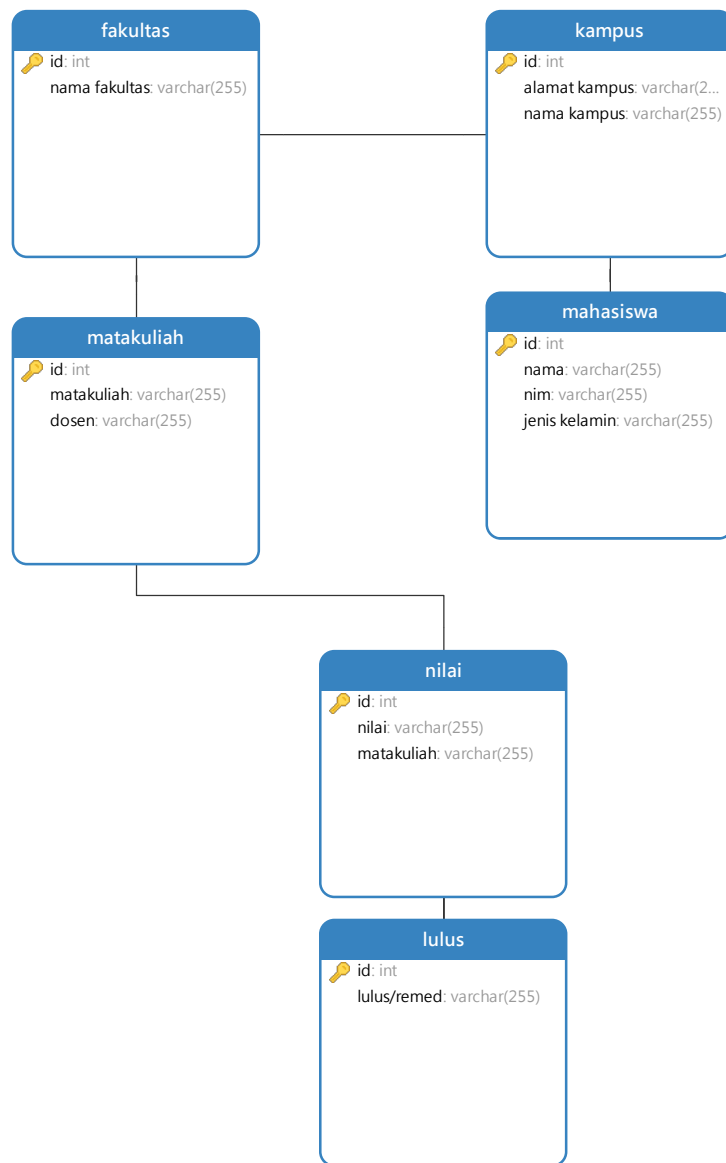 fakultas
id: int
nama fakultas: varchar(255)
kampus
id: int
alamat kampus: varchar(2...
nama kampus: varchar(255)
matakuliah
id: int
matakuliah: varchar(255)
dosen: varchar(255)
mahasiswa
id: int
nama: varchar(255)
nim: varchar(255)
jenis kelamin: varchar(255)
nilai
id: int
nilai: varchar(255)
matakuliah: varchar(255)
lulus
id: int
lulus/remed: varchar(255)